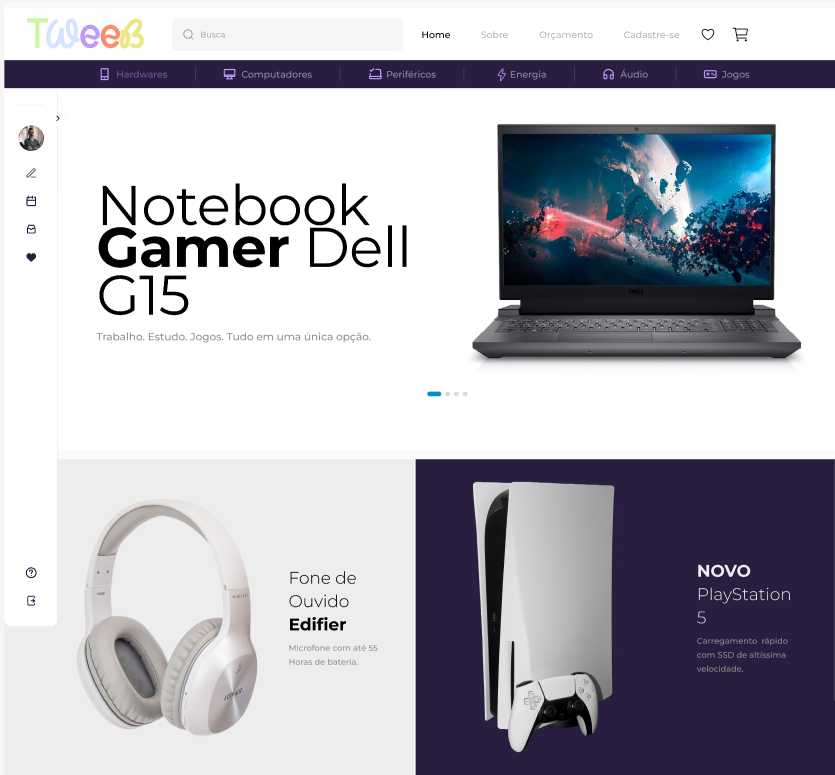 TWeeB
Busca
Home
Sobre
Orçamento
Cadastre-se
Hardwares
Computadores
Periféricos
Energia
Áudio
Jogos
Notebook
Gamer Dell
G15
Trabalho. Estudo. Jogos. Tudo em uma única opção.
DELL
Fone de
Ouvido
Edifier
Microfone com até 55
Horas de bateria.
EDIFIER
NOVO
PlayStation
5
Carregamento rápido
com SSD de altíssima
velocidade.